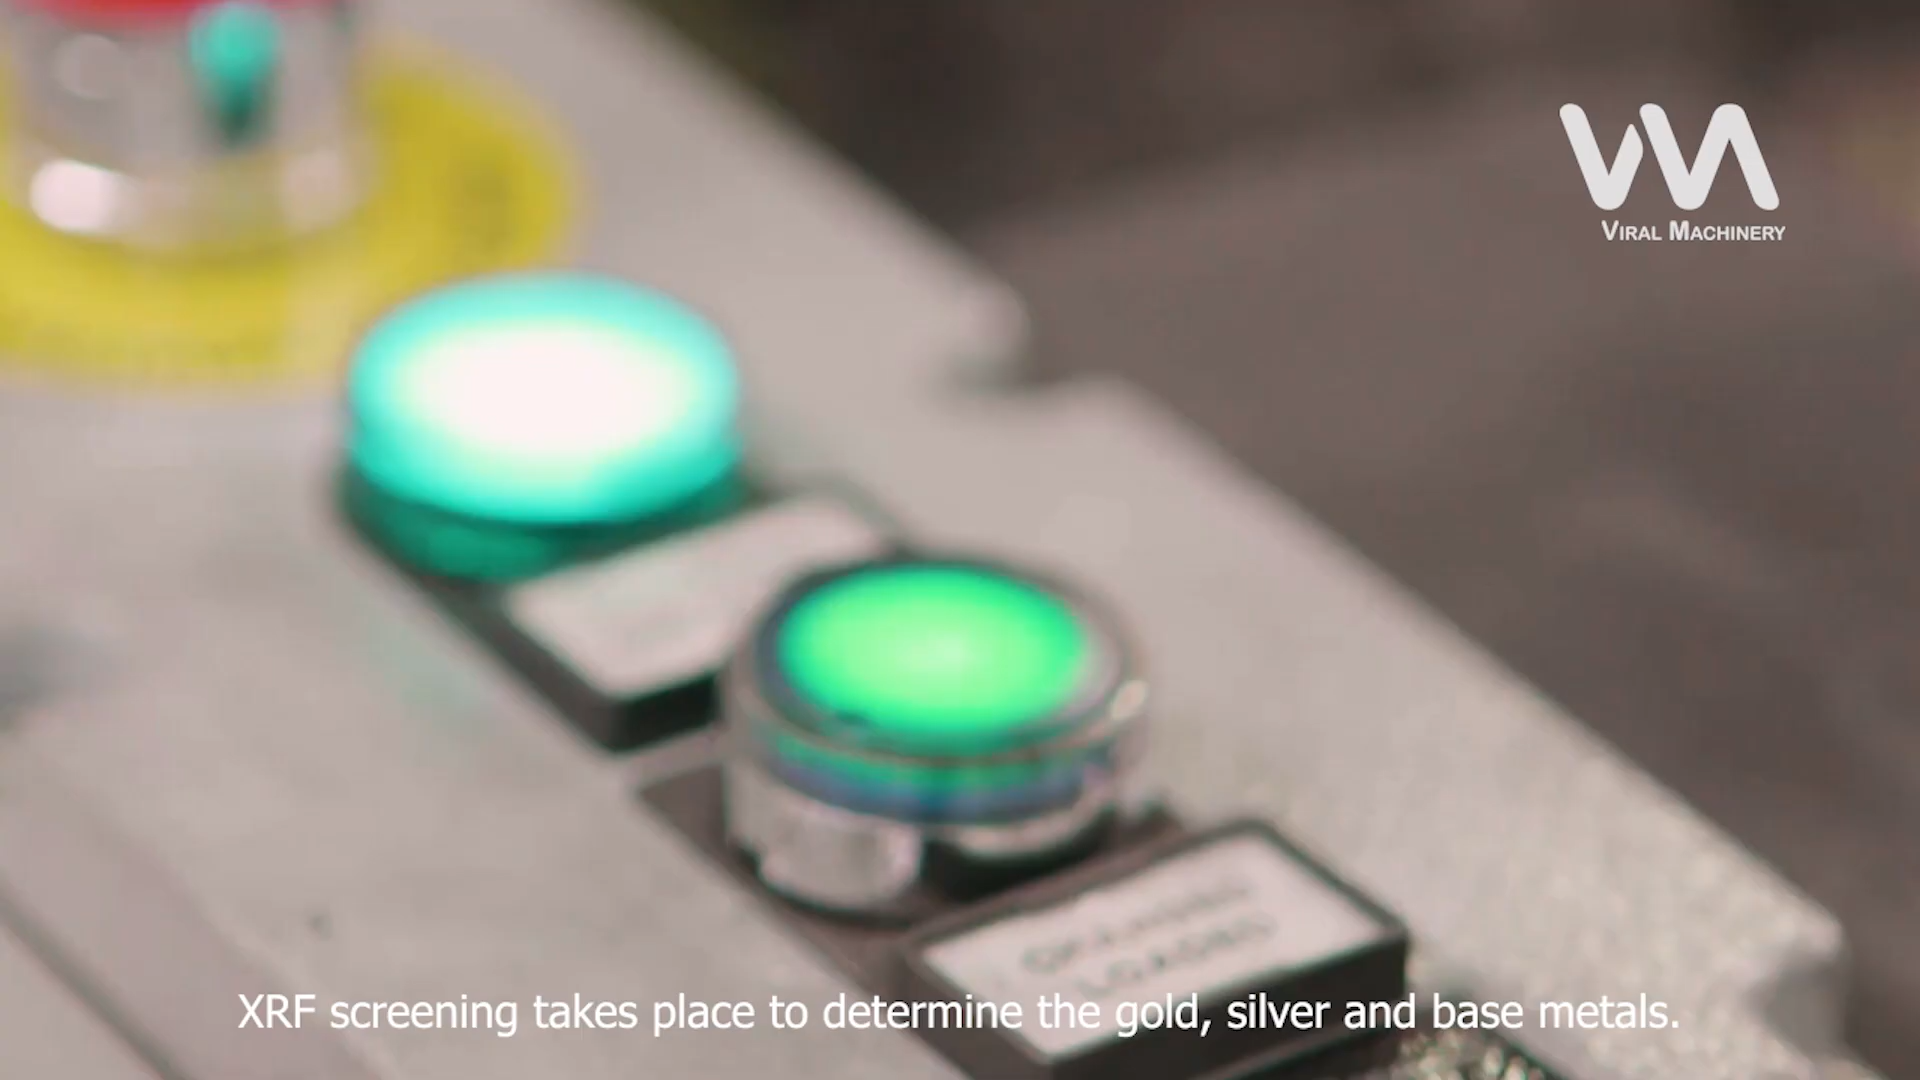 VIRAL MACHINERY
XRF screening takes place to determine the gold, silver and base metals.